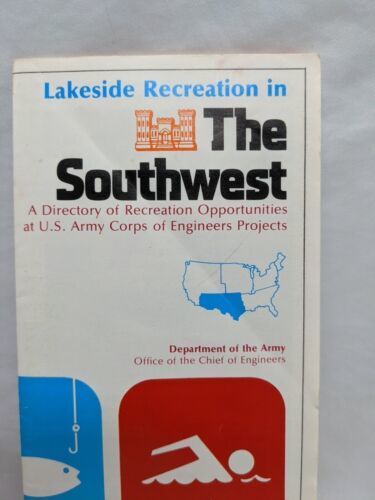 Lakeside Recreation in
The
Southwest
A Directory of Recreation Opportunities
at U.S. Army Corps of Engineers Projects
Department of the Army
Office of the Chief of Engineers